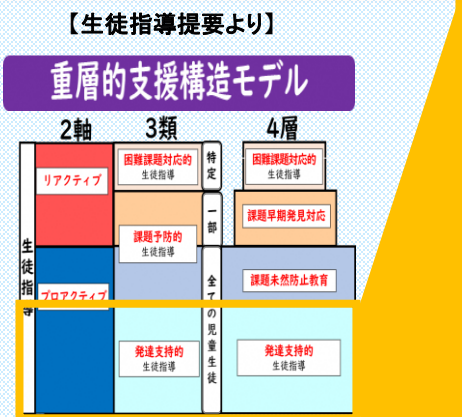 【生徒指導提要より】
重層的支援構造モデル
2軸
3類
4層
生徒指導
リアクティブ
プロアクティブ
困難課題対応的
生徒指導
課題予防的
生徒指導
発達支持的
生徒指導
特定
一部
全ての児童生徒
困難課題対応的
生徒指導
課題早期発見対応
課題未然防止教育
発達支持的
生徒指導